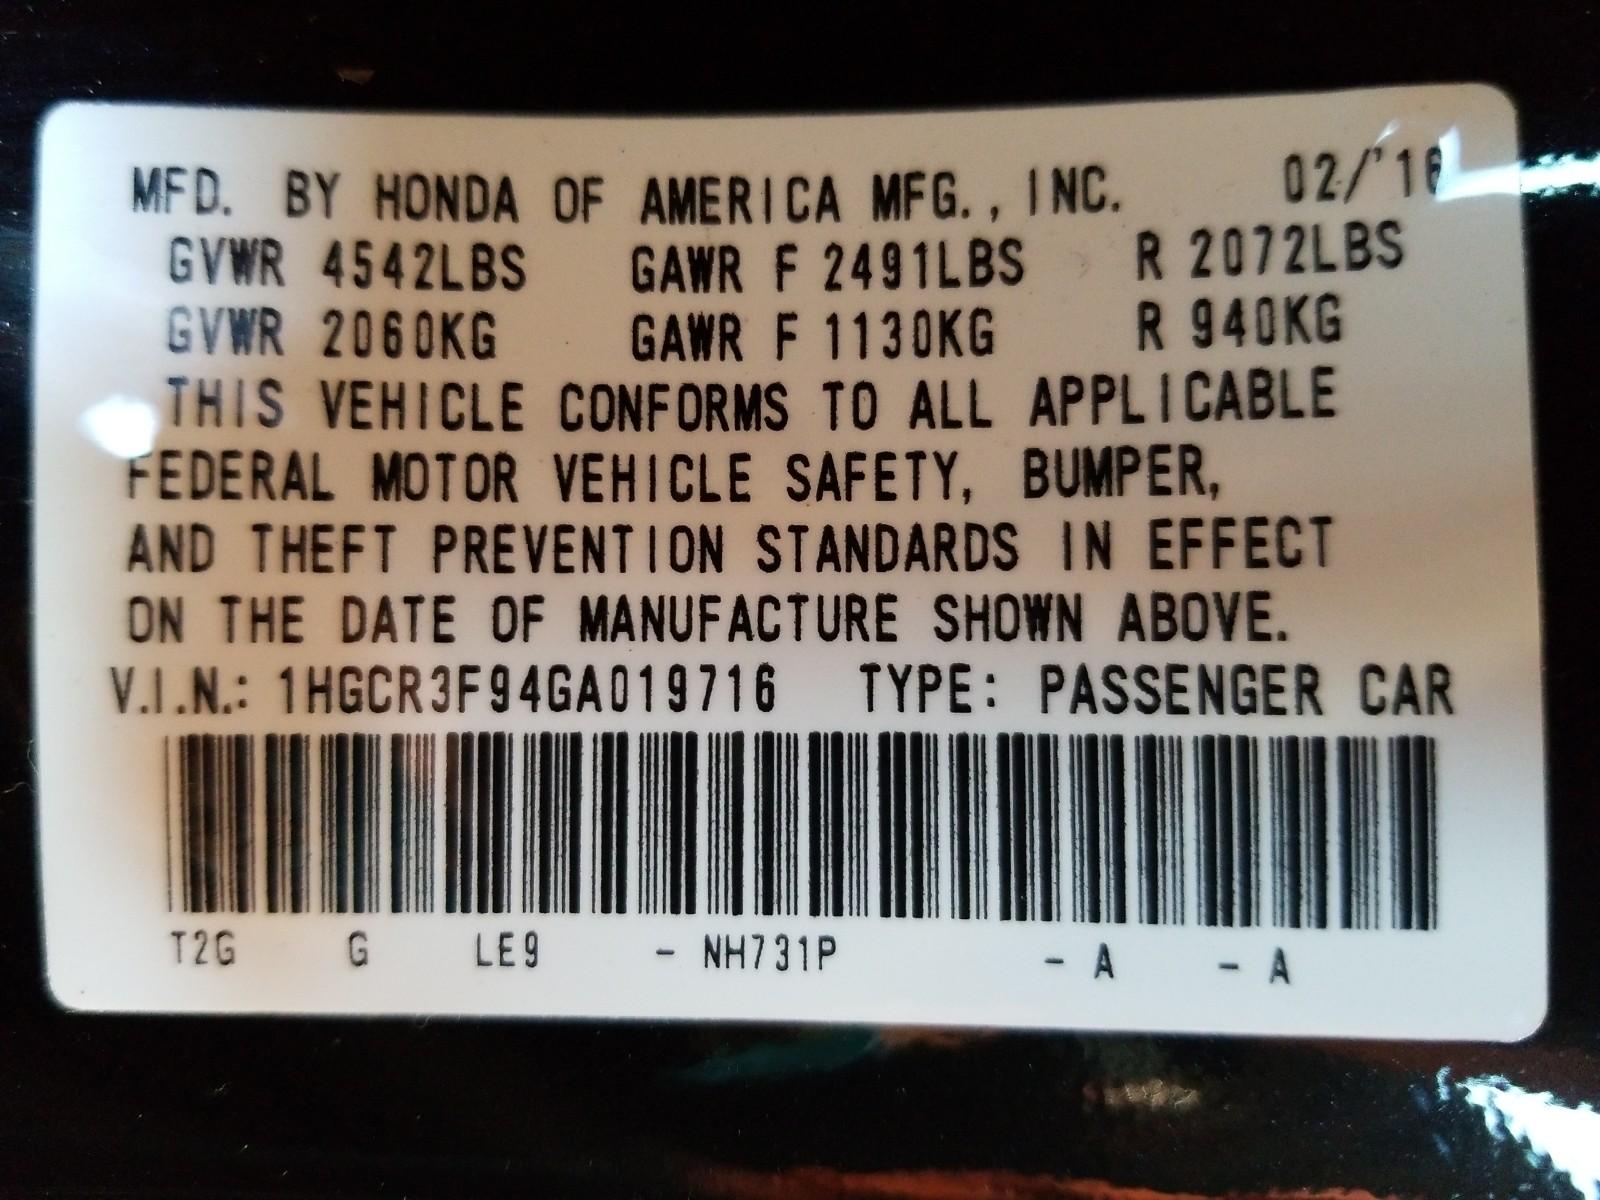 MFD. BY HONDA OF AMERICA MFG., INC. 02/'16
GVWR 4542LBS GAWR F 2491LBS R 2072LBS
GVWR 2060KG GAWR F 1130KG R 940KG
THIS VEHICLE CONFORMS TO ALL APPLICABLE
FEDERAL MOTOR VEHICLE SAFETY, BUMPER,
AND THEFT PREVENTION STANDARDS IN EFFECT
ON THE DATE OF MANUFACTURE SHOWN ABOVE.
V.I.N.: 1HGCR3F94GA019716 TYPE: PASSENGER CAR
T2G G LE9 - NH731P - A - A